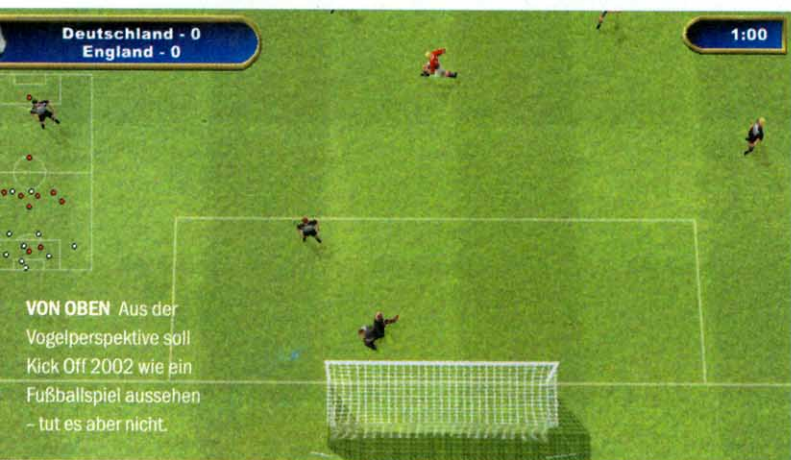 Deutschland - 0
England - 0
1:00
VON OBEN Aus der
Vogelperspektive soll
Kick Off 2002 wie ein
Fußballspiel aussehen
– tut es aber nicht.